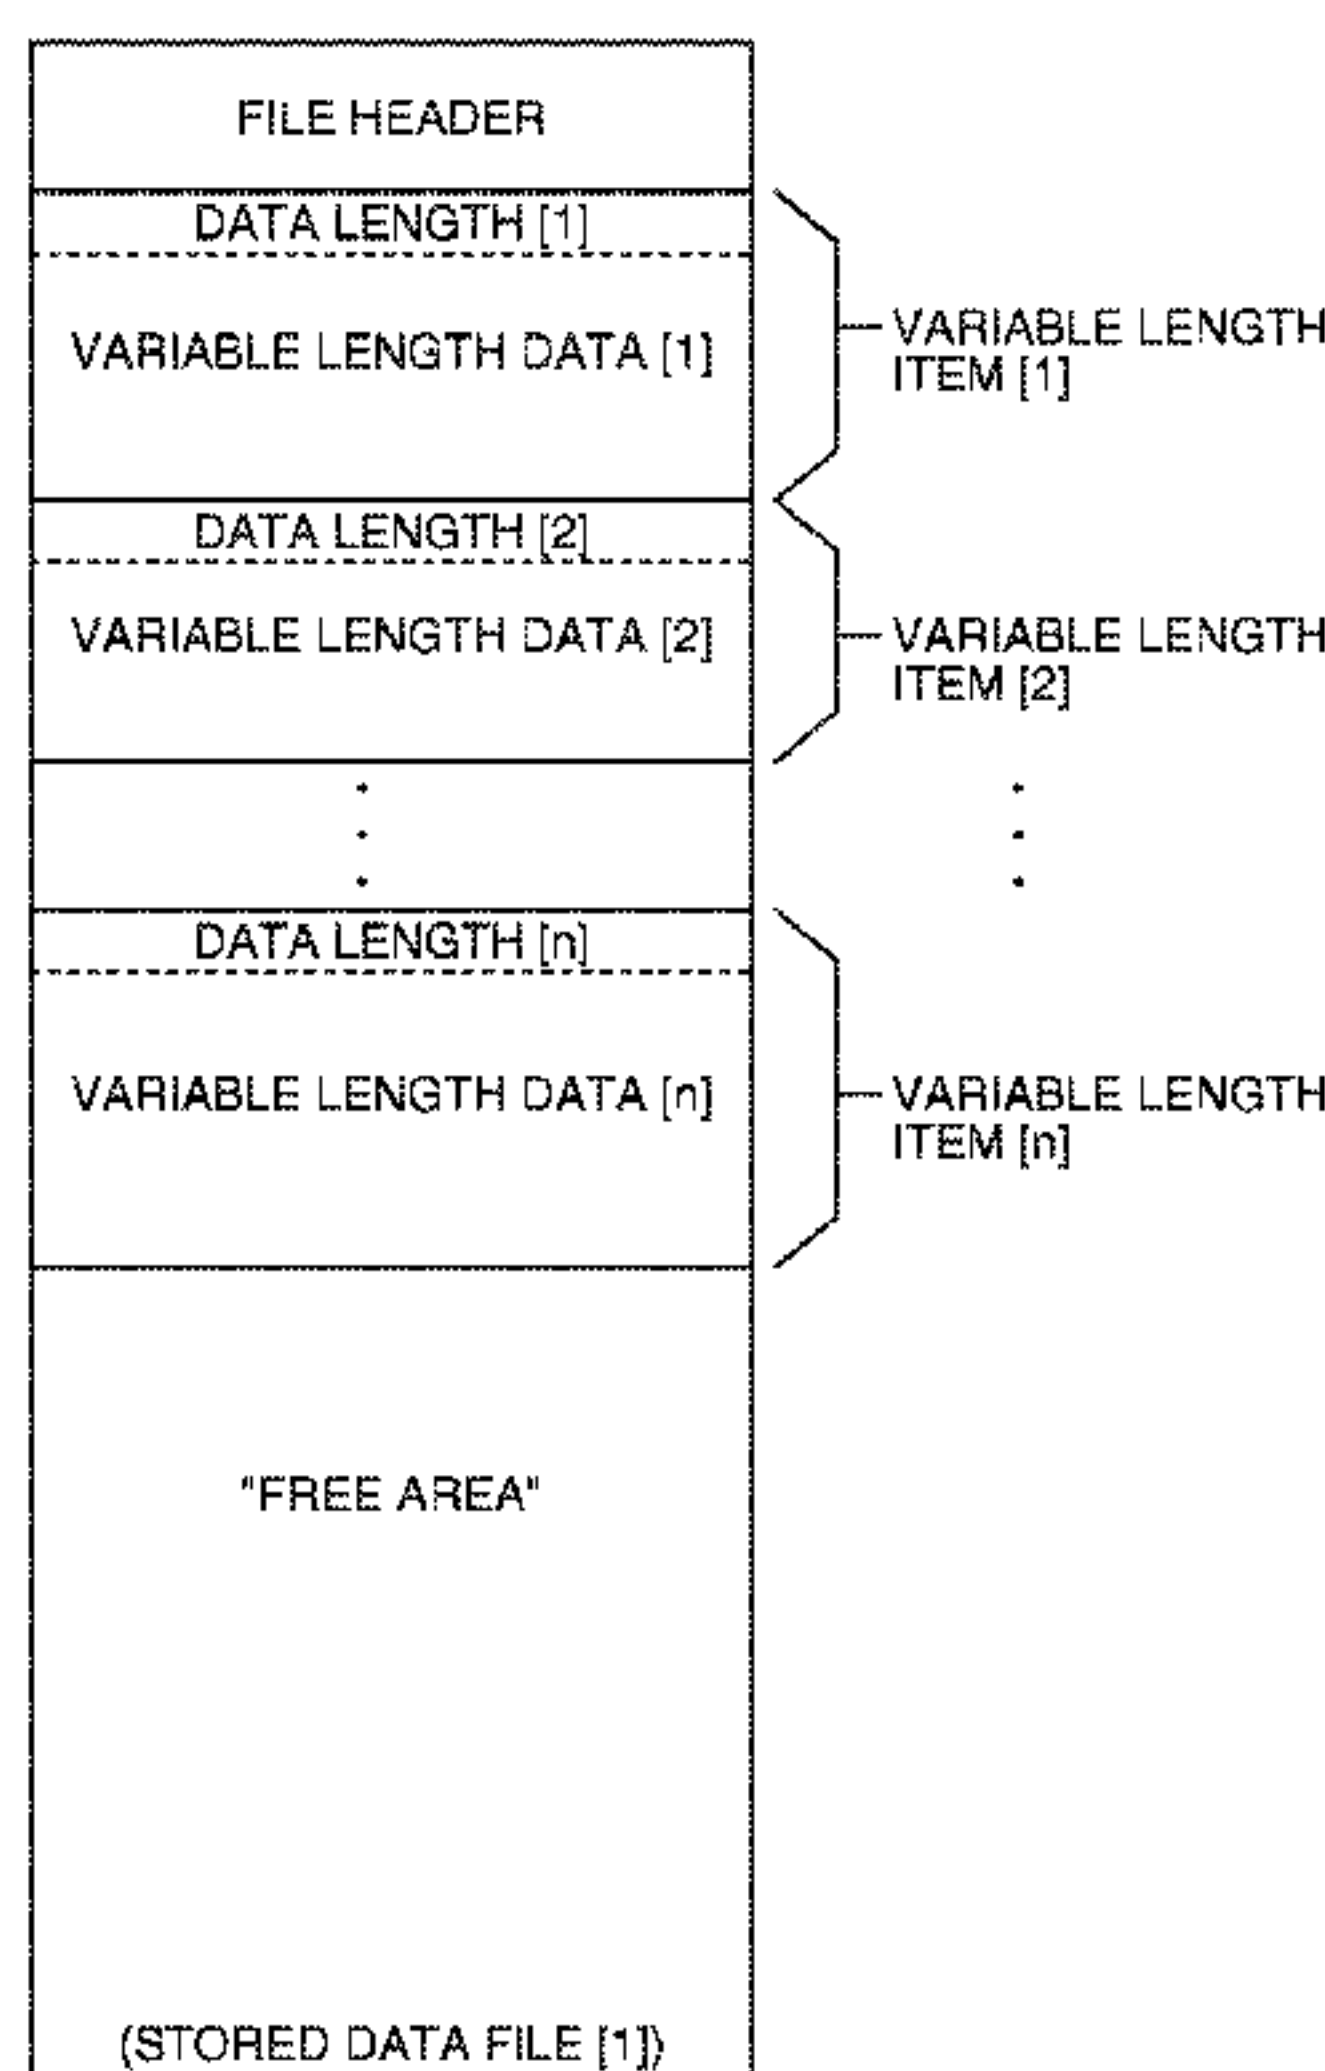 FILE HEADER
DATA LENGTH [1]
VARIABLE LENGTH DATA [1]
VARIABLE LENGTH
ITEM [1]
DATA LENGTH [2]
VARIABLE LENGTH DATA [2]
VARIABLE LENGTH
ITEM [2]
DATA LENGTH [n]
VARIABLE LENGTH DATA [n]
VARIABLE LENGTH
ITEM [n]
"FREE AREA"
(STORED DATA FILE [1])